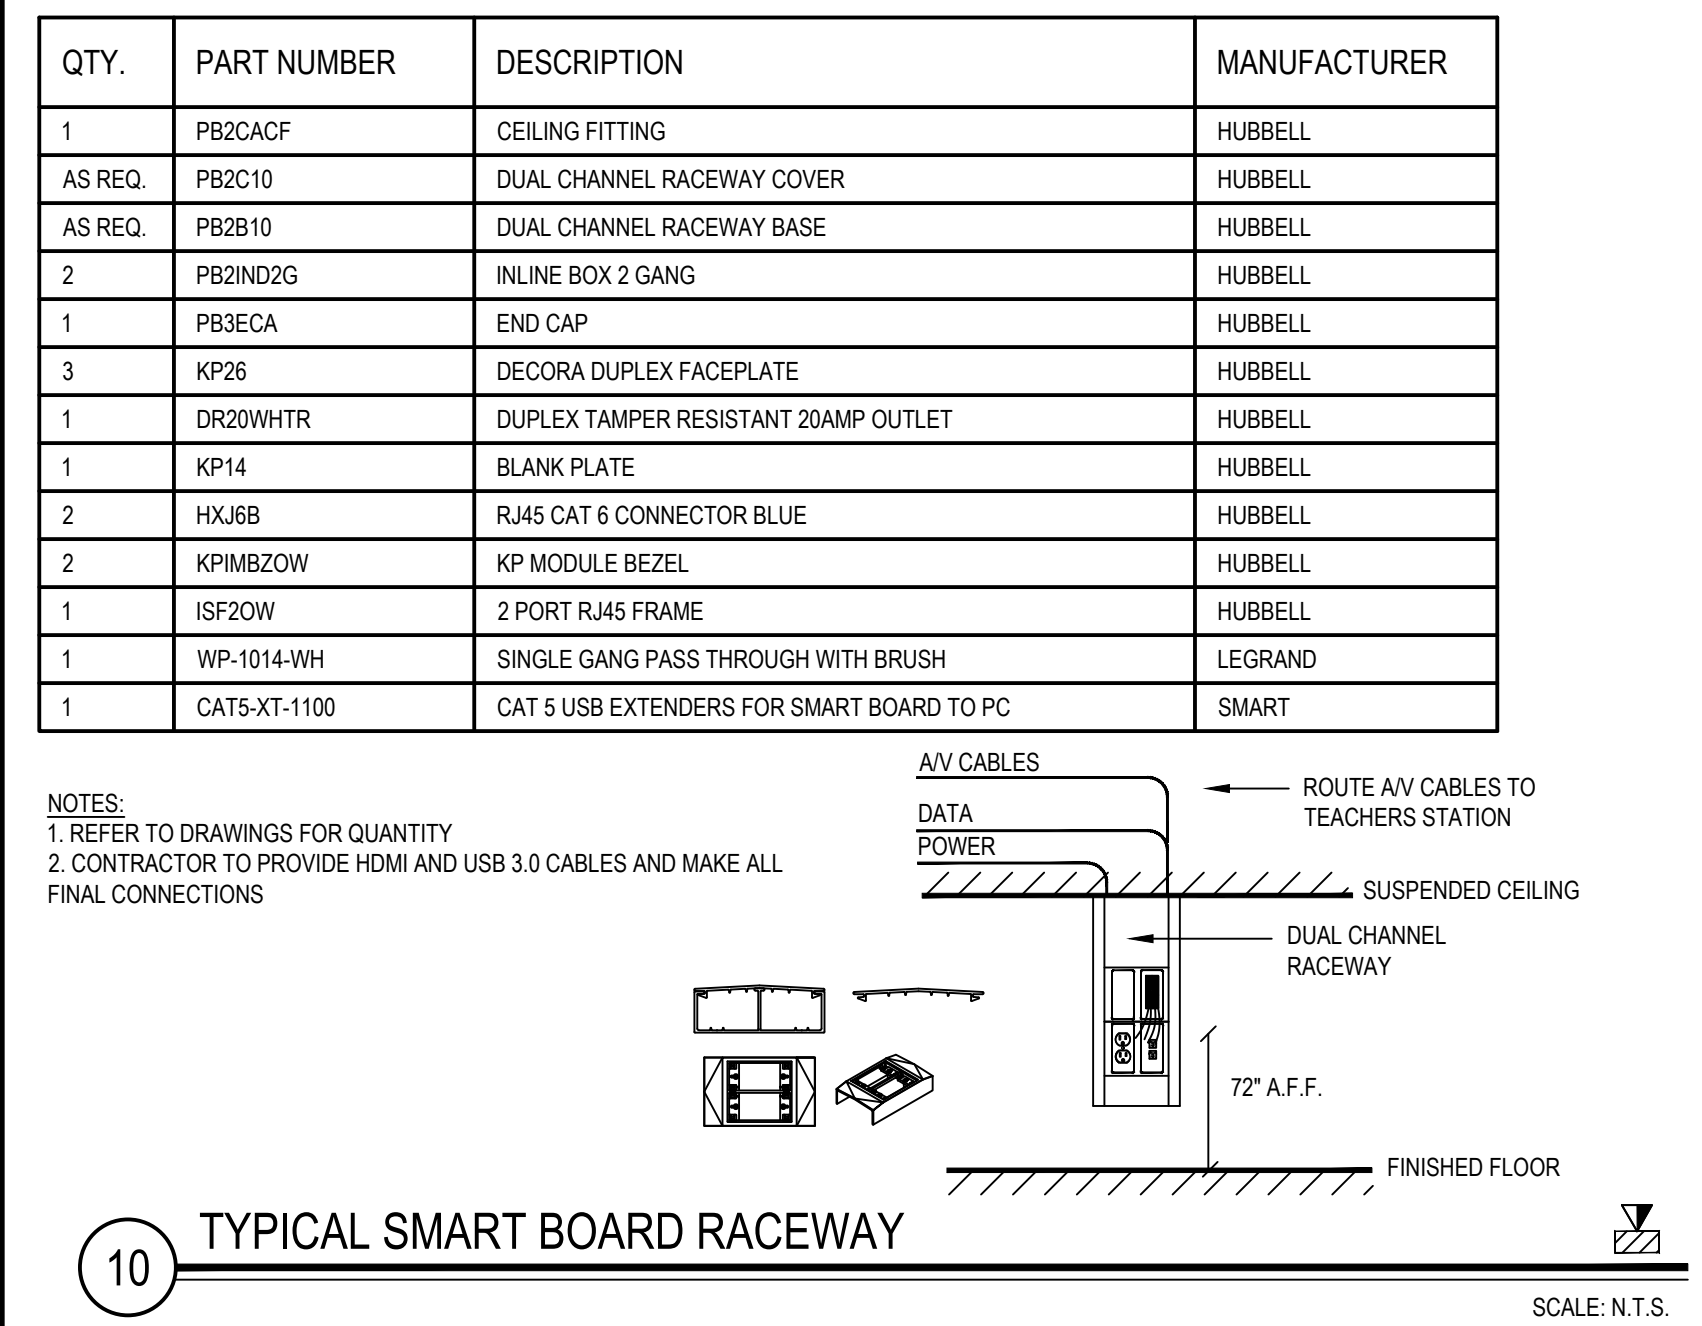 QTY. PART NUMBER DESCRIPTION MANUFACTURER
1 PB2CACF CEILING FITTING HUBBELL
AS REQ. PB2C10 DUAL CHANNEL RACEWAY COVER HUBBELL
AS REQ. PB2B10 DUAL CHANNEL RACEWAY BASE HUBBELL
2 PB2IND2G INLINE BOX 2 GANG HUBBELL
1 PB3ECA END CAP HUBBELL
3 KP26 DECORA DUPLEX FACEPLATE HUBBELL
1 DR20WHTR DUPLEX TAMPER RESISTANT 20AMP OUTLET HUBBELL
1 KP14 BLANK PLATE HUBBELL
2 HXJ6B RJ45 CAT 6 CONNECTOR BLUE HUBBELL
2 KPIMBZOW KP MODULE BEZEL HUBBELL
1 ISF2OW 2 PORT RJ45 FRAME HUBBELL
1 WP-1014-WH SINGLE GANG PASS THROUGH WITH BRUSH LEGRAND
1 CAT5-XT-1100 CAT 5 USB EXTENDERS FOR SMART BOARD TO PC SMART
NOTES:
1. REFER TO DRAWINGS FOR QUANTITY
2. CONTRACTOR TO PROVIDE HDMI AND USB 3.0 CABLES AND MAKE ALL
FINAL CONNECTIONS
A/V CABLES
DATA
POWER
ROUTE A/V CABLES TO
TEACHERS STATION
SUSPENDED CEILING
DUAL CHANNEL
RACEWAY
72" A.F.F.
FINISHED FLOOR
10 TYPICAL SMART BOARD RACEWAY
SCALE: N.T.S.